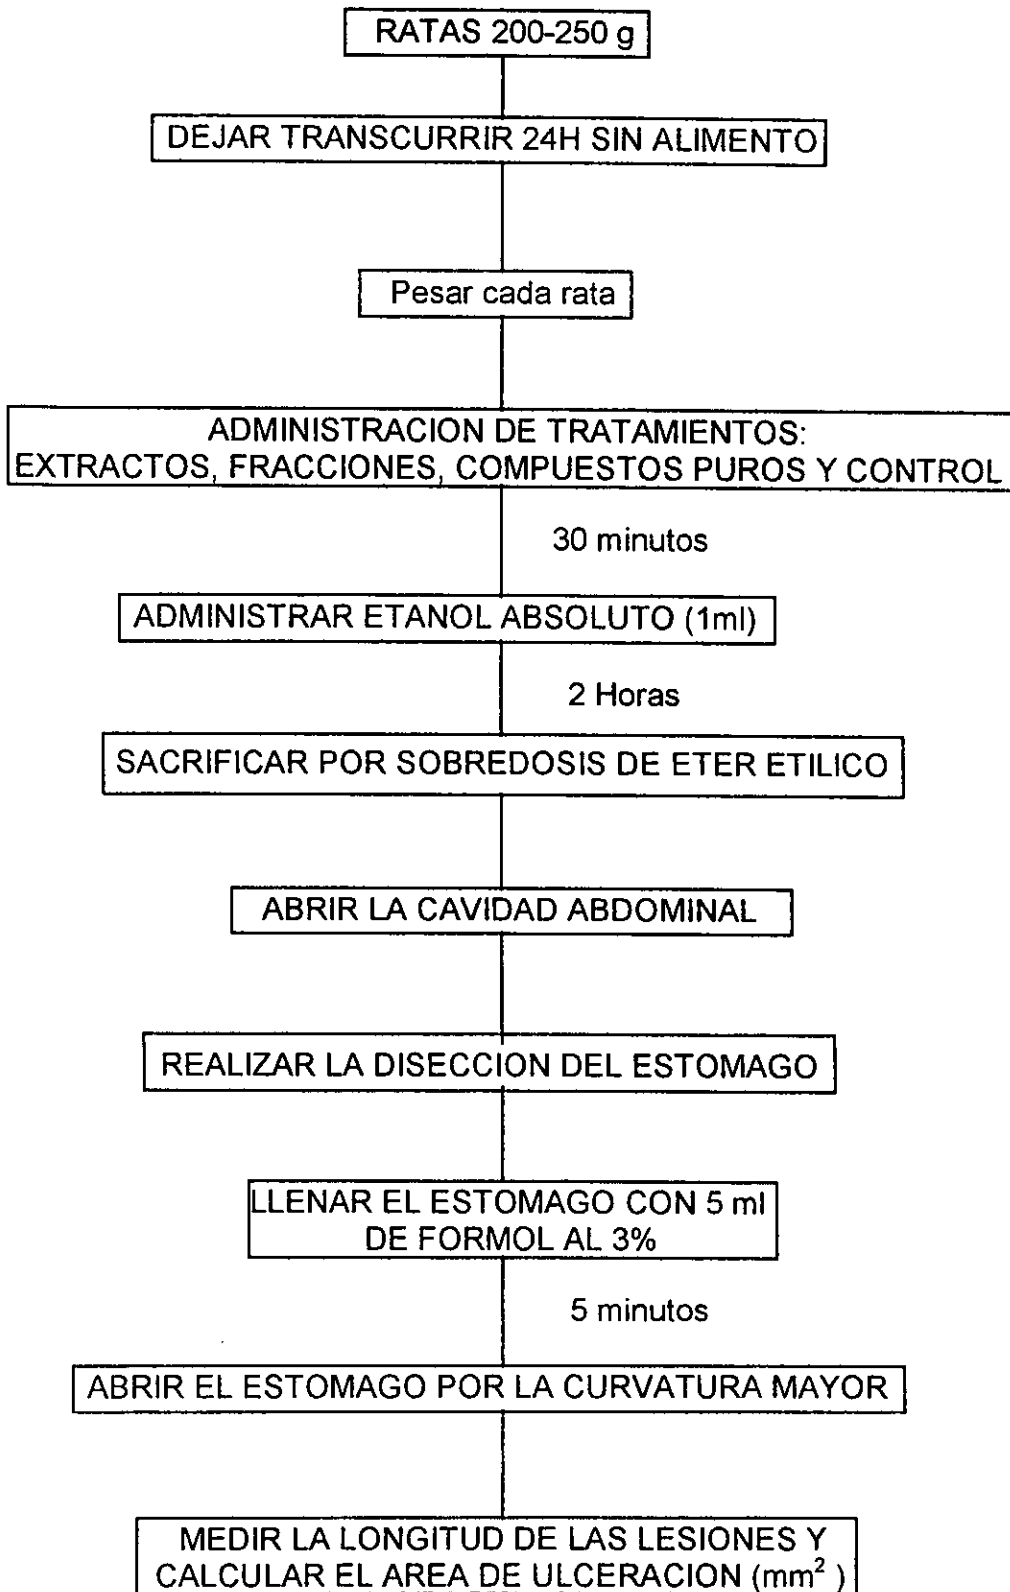 RATAS 200-250 g
DEJAR TRANSCURRIR 24H SIN ALIMENTO
Pesar cada rata
ADMINISTRACION DE TRATAMIENTOS:
EXTRACTOS, FRACCIONES, COMPUESTOS PUROS Y CONTROL
30 minutos
ADMINISTRAR ETANOL ABSOLUTO (1ml)
2 Horas
SACRIFICAR POR SOBREDOSIS DE ETER ETILICO
ABRIR LA CAVIDAD ABDOMINAL
REALIZAR LA DISECCION DEL ESTOMAGO
LLENAR EL ESTOMAGO CON 5 ml
DE FORMOL AL 3%
5 minutos
ABRIR EL ESTOMAGO POR LA CURVATURA MAYOR
MEDIR LA LONGITUD DE LAS LESIONES Y
CALCULAR EL AREA DE ULCERACION (mm² )